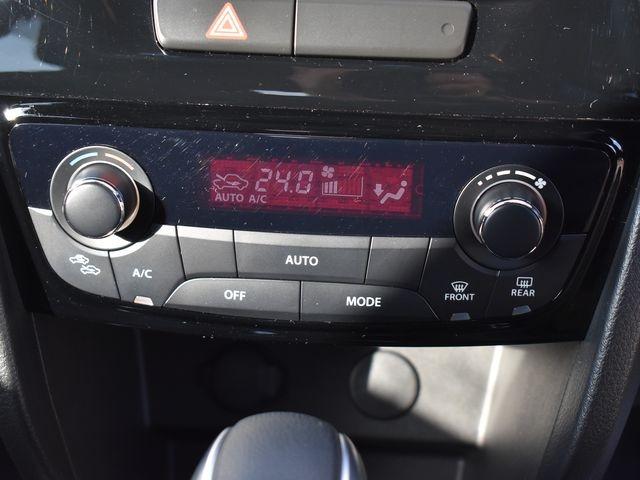 24.0
AUTO A/C
AUTO
A/C
OFF
MODE
FRONT
REAR